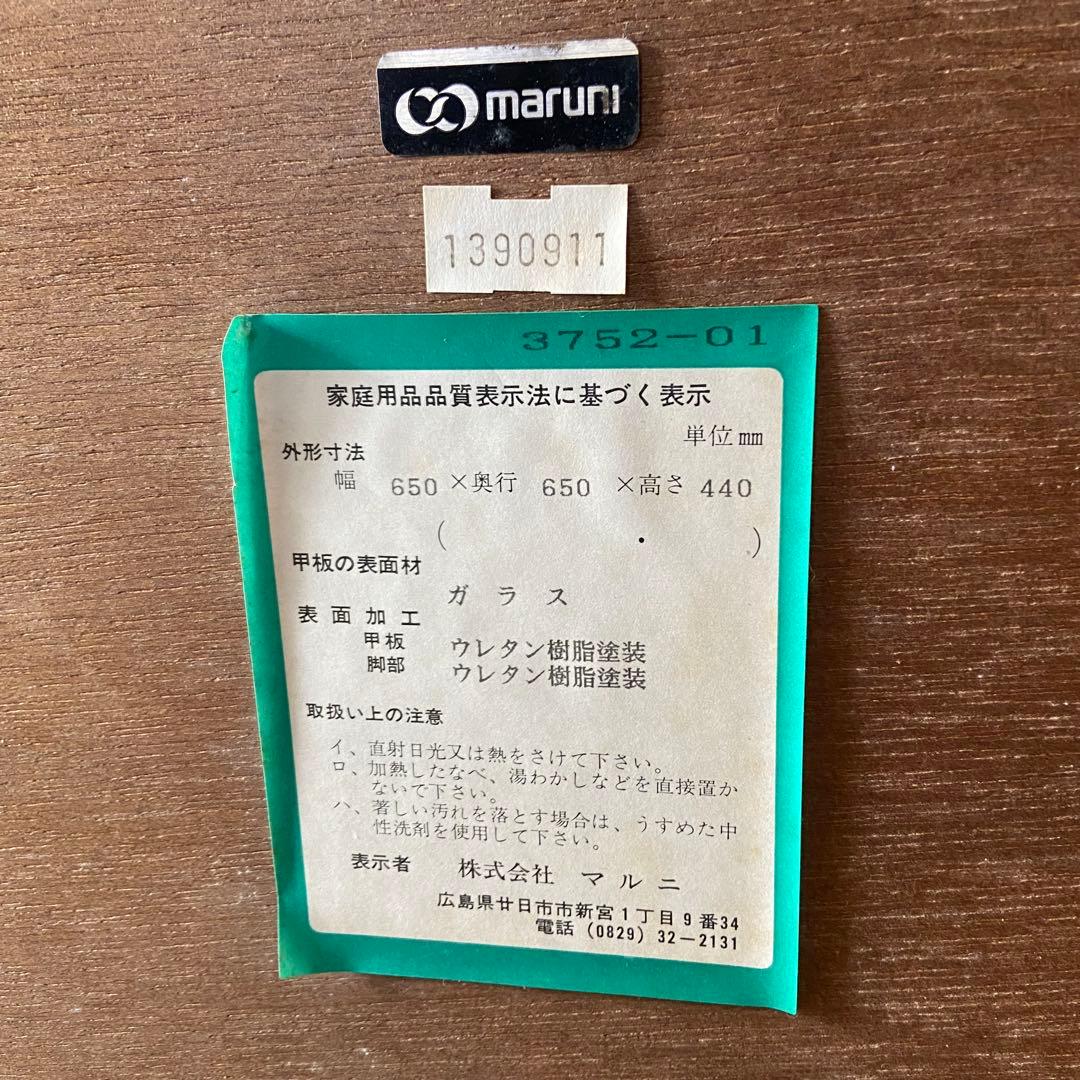 maruni
1390911
3752-01
家庭用品品質表示法に基づく表示
単位mm
外形寸法
幅 650 ×奥行 650 ×高さ 440
( ・ )
甲板の表面材
ガラス
表面加工
甲板 ウレタン樹脂塗装
脚部 ウレタン樹脂塗装
取扱い上の注意
イ、直射日光又は熱をさけて下さい。
ロ、加熱したなべ、湯わかしなどを直接置か
ないで下さい。
ハ、著しい汚れを落とす場合は、うすめた中
性洗剤を使用して下さい。
表示者 株式会社 マルニ
広島県廿日市市新宮1丁目9番34
電話 (0829) 32-2131